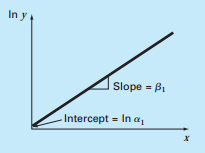 ln y
Slope = β₁
Intercept = ln α₁
x